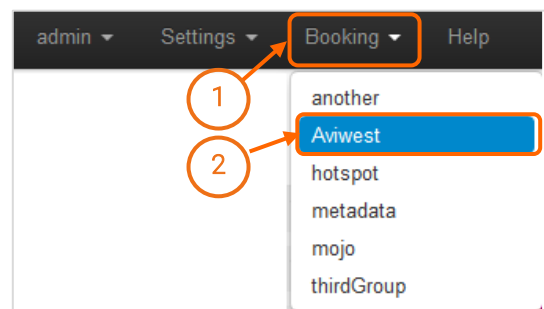 admin Settings Booking Help
1
another
Aviwest
2
hotspot
metadata
mojo
thirdGroup